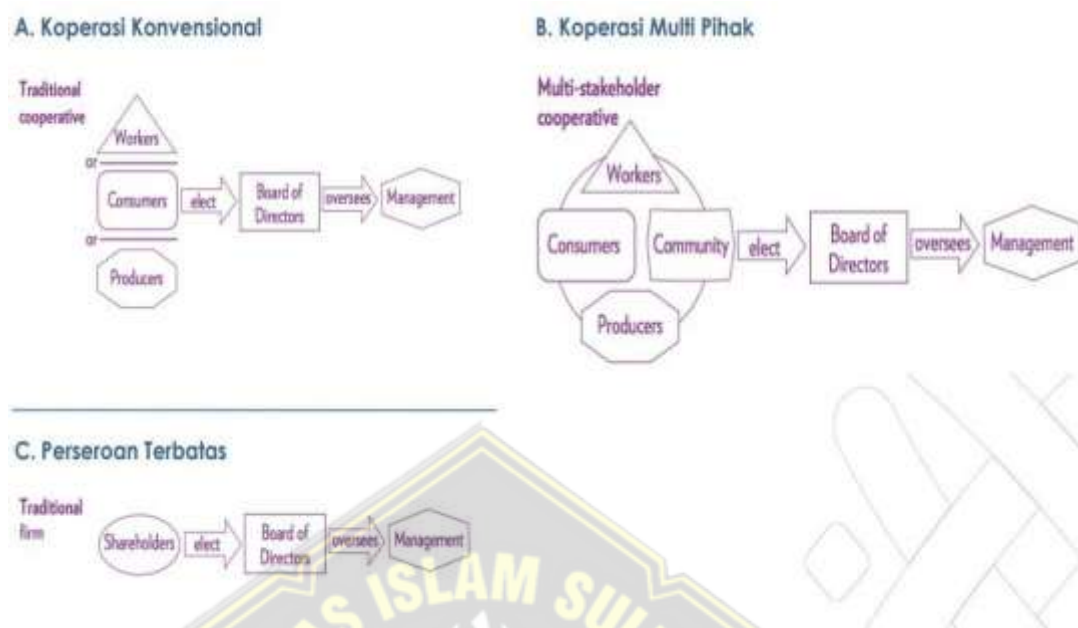 A. Koperasi Konvensional
Traditional
cooperative
Workers
or
Consumers
elect
Board of
Directors
oversees
Management
or
Producers
B. Koperasi Multi Pihak
Multi-stakeholder
cooperative
Workers
Consumers
Community
elect
Board of
Directors
oversees
Management
Producers
C. Perseroan Terbatas
Traditional
firm
Shareholders
elect
Board of
Directors
oversees
Management
ISLAM